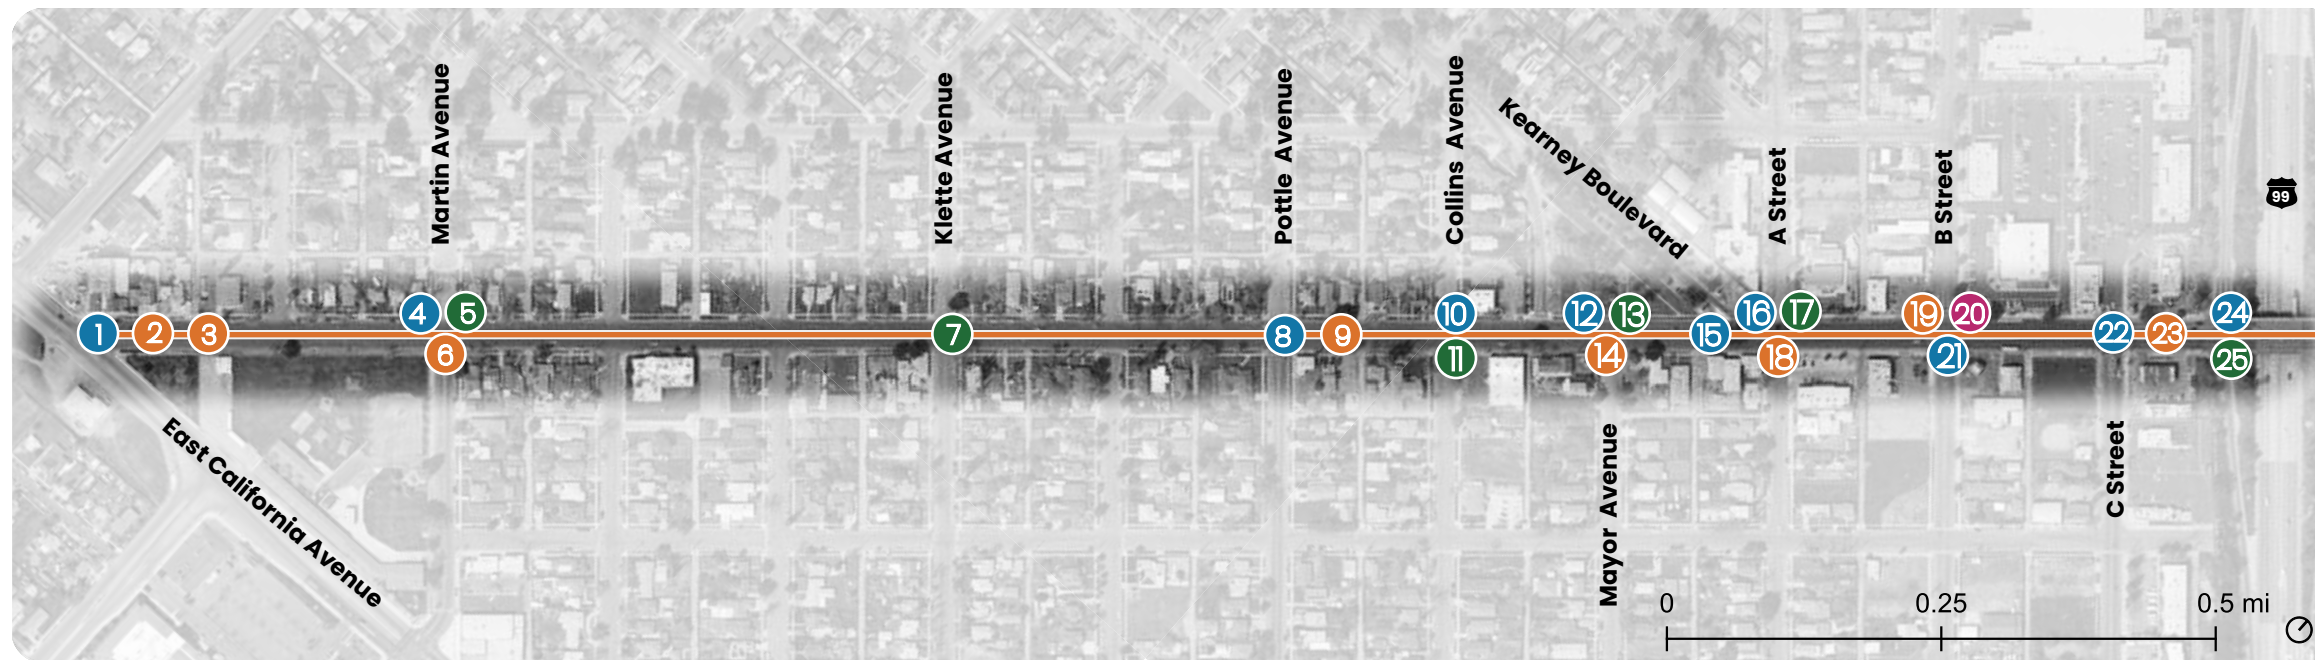 Martin Avenue
Klette Avenue
Pottle Avenue
Collins Avenue
Kearney Boulevard
A Street
B Street
99
4
5
10
12
13
16
17
19
20
24
1
2
3
7
8
9
15
22
23
6
11
14
18
21
25
East California Avenue
Mayor Avenue
C Street
0
0.25
0.5 mi